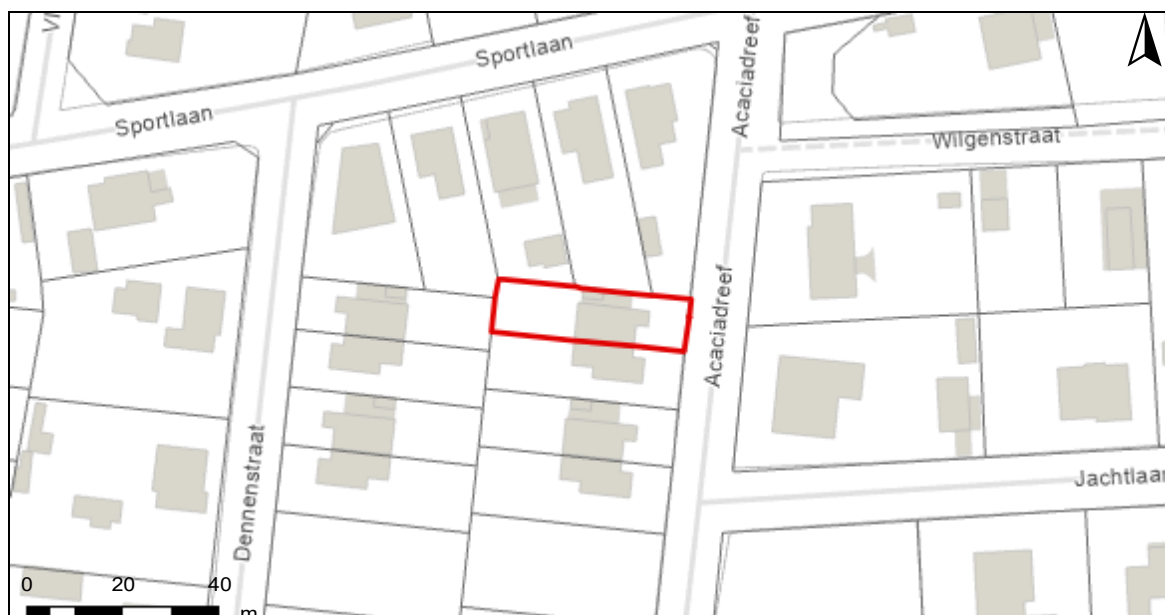 Sportlaan
Acaciadreef
Sportlaan
Wilgenstraat
Acaciadreef
Dennenstraat
Jachtlaan
0 20 40
m